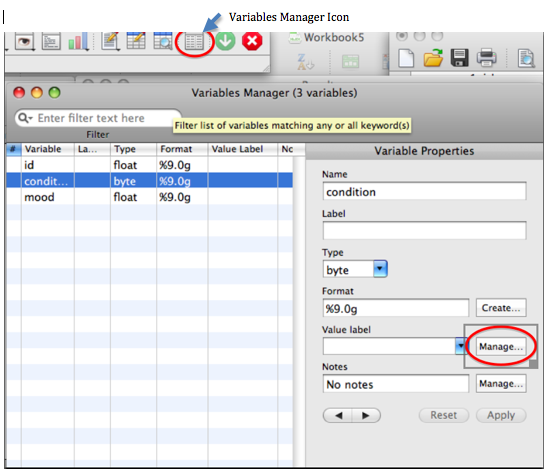 Variables Manager Icon
Workbook5
Variables Manager (3 variables)
Enter filter text here
Filter list of variables matching any or all keyword(s)
Filter
# Variable La... Type Format Value Label Nc
Variable Properties
id float %9.0g
condit... byte %9.0g
mood float %9.0g
Name
condition
Label
Type
byte
Format
%9.0g Create...
Value label
Manage...
Notes
No notes Manage...
Reset Apply